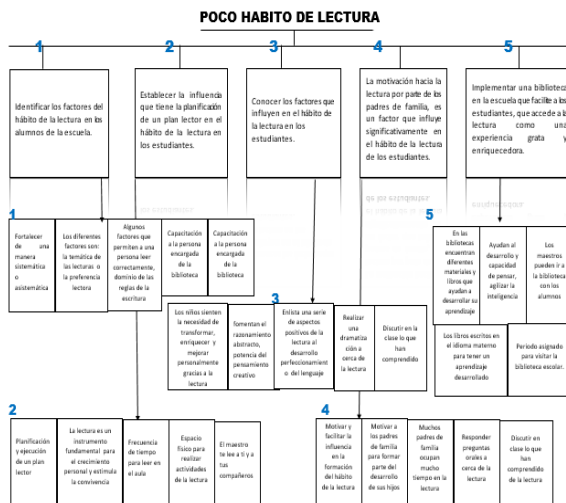 POCO HABITO DE LECTURA
1
2
3
4
5
Identificar los factores del
hábito de la lectura en los
alumnos de la escuela.
Establecer la influencia
que tiene la planificación
de un plan lector en el
hábito de la lectura en
los estudiantes.
Conocer los factores que
influyen en el hábito de
la lectura en los
estudiantes.
La motivación hacia la
lectura por parte de los
padres de familia, es
un factor que influye
significativamente en
el hábito de la lectura
de los estudiantes.
Implementar una biblioteca
en la escuela que facilite a los
estudiantes, que accede a la
lectura como una
experiencia grata y
enriquecedora.
1
Fortalecer
de una
manera
sistemática o
asistemática
Los diferentes
factores son:
la temática de
las lecturas o
la preferencia
lectora
Algunos
factores que
permiten a una
persona leer
correctamente,
dominio de las
reglas de la
escritura
Capacitación
a la persona
encargada
de la
biblioteca
Capacitación
a la persona
encargada
de la
biblioteca
5
En las
bibliotecas
encuentran
diferentes
materiales y
libros que
ayudan a
desarrollar su
aprendizaje
Ayudan al
desarrollo y
capacidad
de pensar,
agilizar la
inteligencia
Los
maestros
pueden ir a
la biblioteca
con los
alumnos
Los libros escritos en
el idioma materno
para tener un
aprendizaje
desarrollado
Periodo asignado
para visitar la
biblioteca escolar.
3
Los niños sienten
la necesidad de
transformar,
enriquecer y
mejorar
personalmente
gracias a la
lectura
fomentan el
razonamiento
abstracto,
potencia del
pensamiento
creativo
Enlista una serie
de aspectos
positivos de la
lectura al
desarrollo
perfeccionamient
o del lenguaje
Realizar
una
dramatiza
ción a
cerca de
la lectura
Discutir en
la clase lo que
han
comprendido
2
Planificación
y ejecución
de un plan
lector
La lectura es un
instrumento
fundamental para
el crecimiento
personal y estimula
la convivencia
Frecuencia
de tiempo
para leer en
el aula
Espacio
físico para
realizar
actividades
de la lectura
El maestro
te lee a ti y a
tus
compañeros
4
Motivar y
facilitar la
influencia
en la
formación
del hábito
de la lectura
Motivar a
los padres
de familia
para formar
parte del
desarrollo
de sus hijos
Muchos
padres de
familia
ocupan
mucho
tiempo en la
lectura
Responder
preguntas
orales a
cerca de la
lectura
Discutir en
clase lo
que han
comprendido
de la lectura